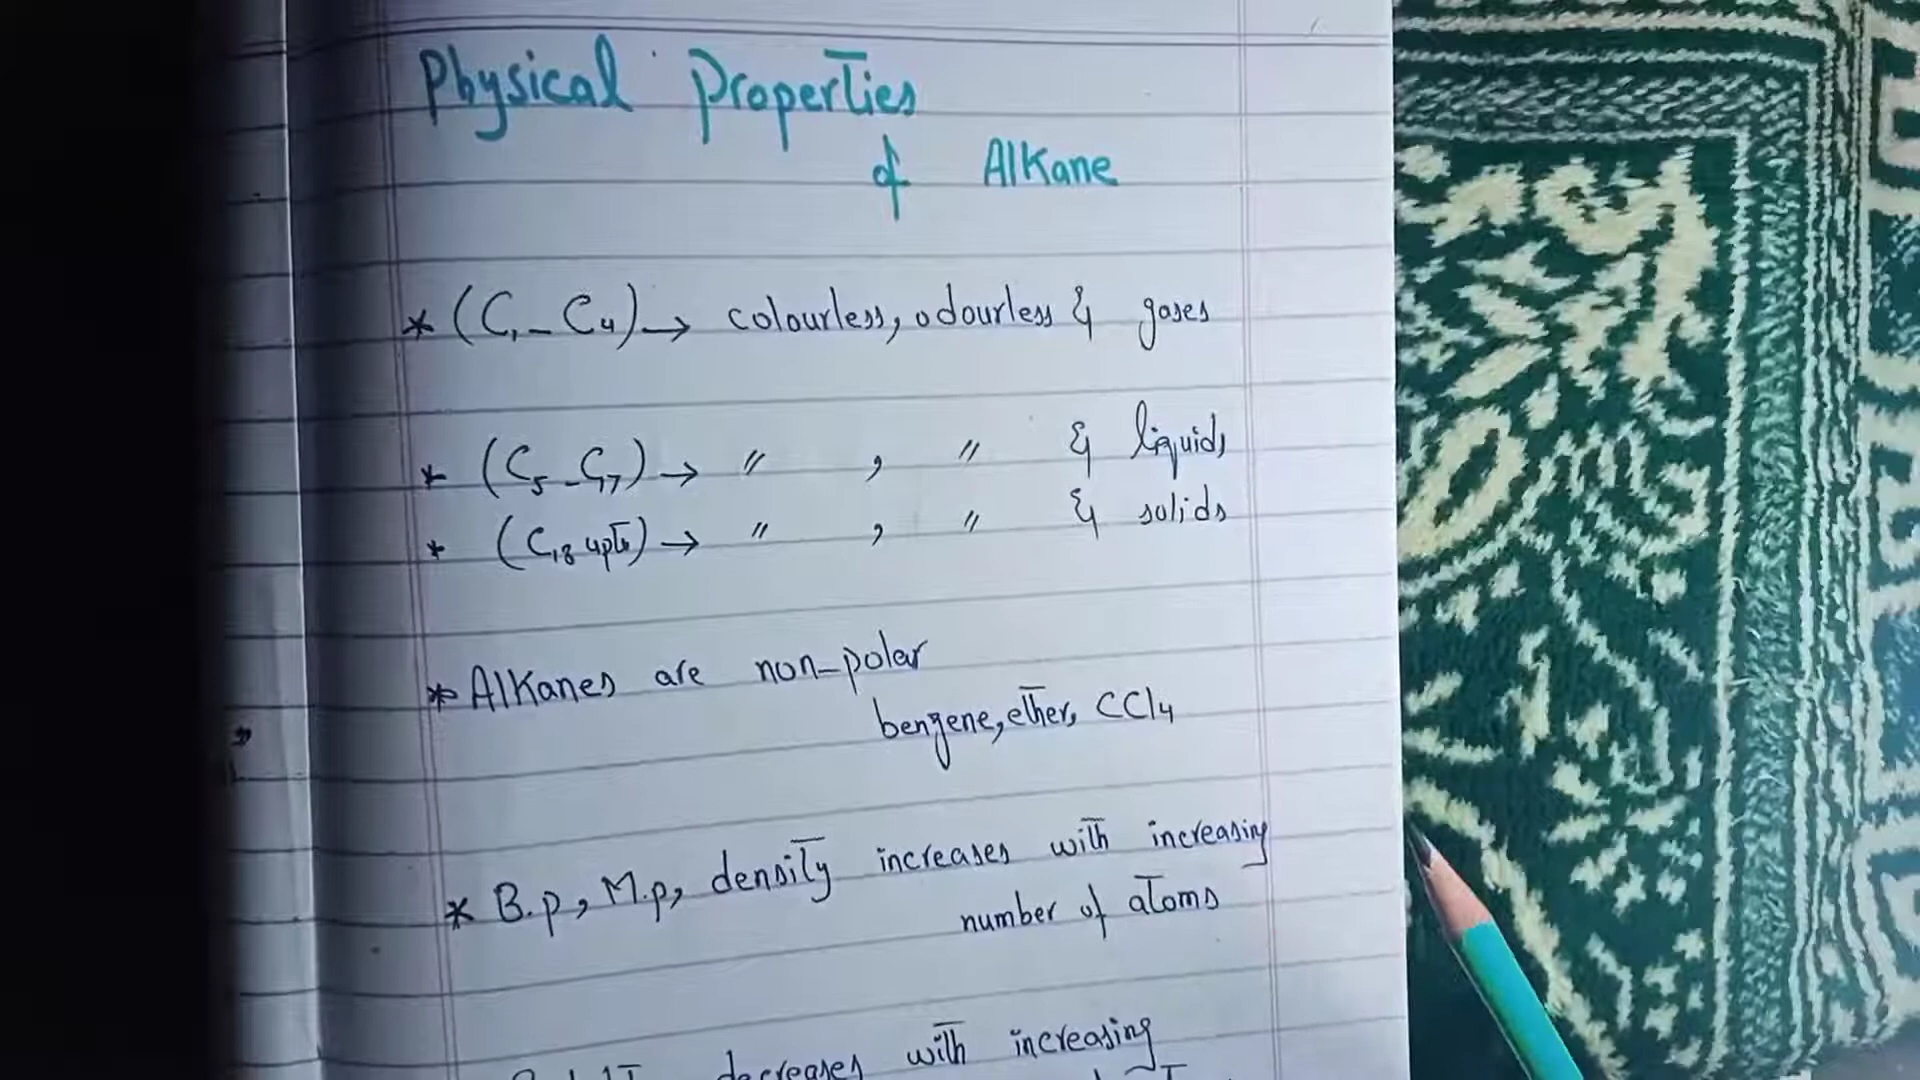 Physical Properties
of Alkane
* (C₁ – C₄) → colourless, odourless & gases
* (C₅ – C₁₇) → " , " & liquids
* (C₁₈ upto) → " , " & solids
* Alkanes are non-polar
benzene, ether, CCl₄
* B.p, M.p, density increases with increasing
number of atoms
decreases with increasing